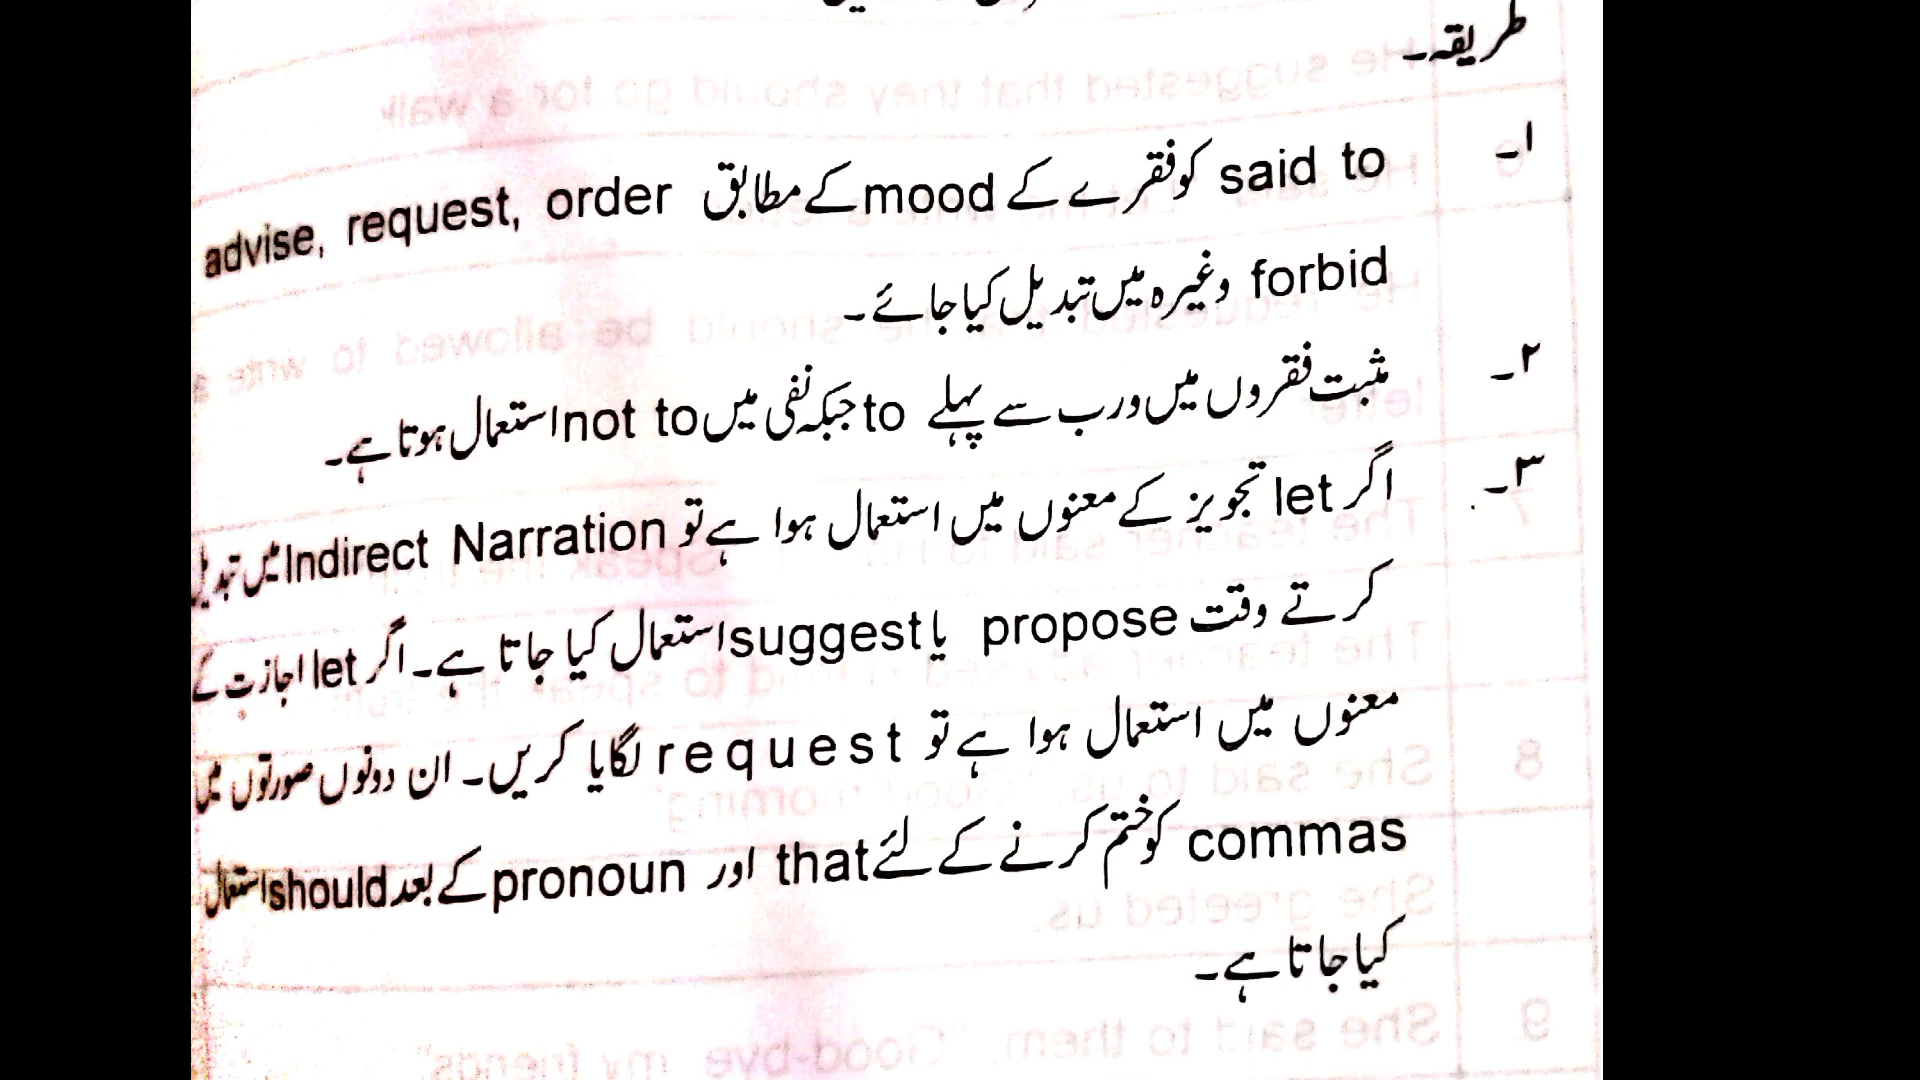 طریقہ۔
۱۔ said to کو فقرے کے mood کے مطابق advise, request, order
forbid وغیرہ میں تبدیل کیا جائے۔
۲۔ مثبت فقروں میں ورب سے پہلے to جبکہ نفی میں not to استعمال ہوتا ہے۔
۳۔ اگر let تجویز کے معنوں میں استعمال ہوا ہے تو Indirect Narration میں تبدیل
کرتے وقت propose یا suggest استعمال کیا جاتا ہے۔ اگر let اجازت کے
معنوں میں استعمال ہوا ہے تو request لگایا کریں۔ ان دونوں صورتوں میں
commas کو ختم کرنے کے لئے that اور pronoun کے بعد should استعمال
کیا جاتا ہے۔